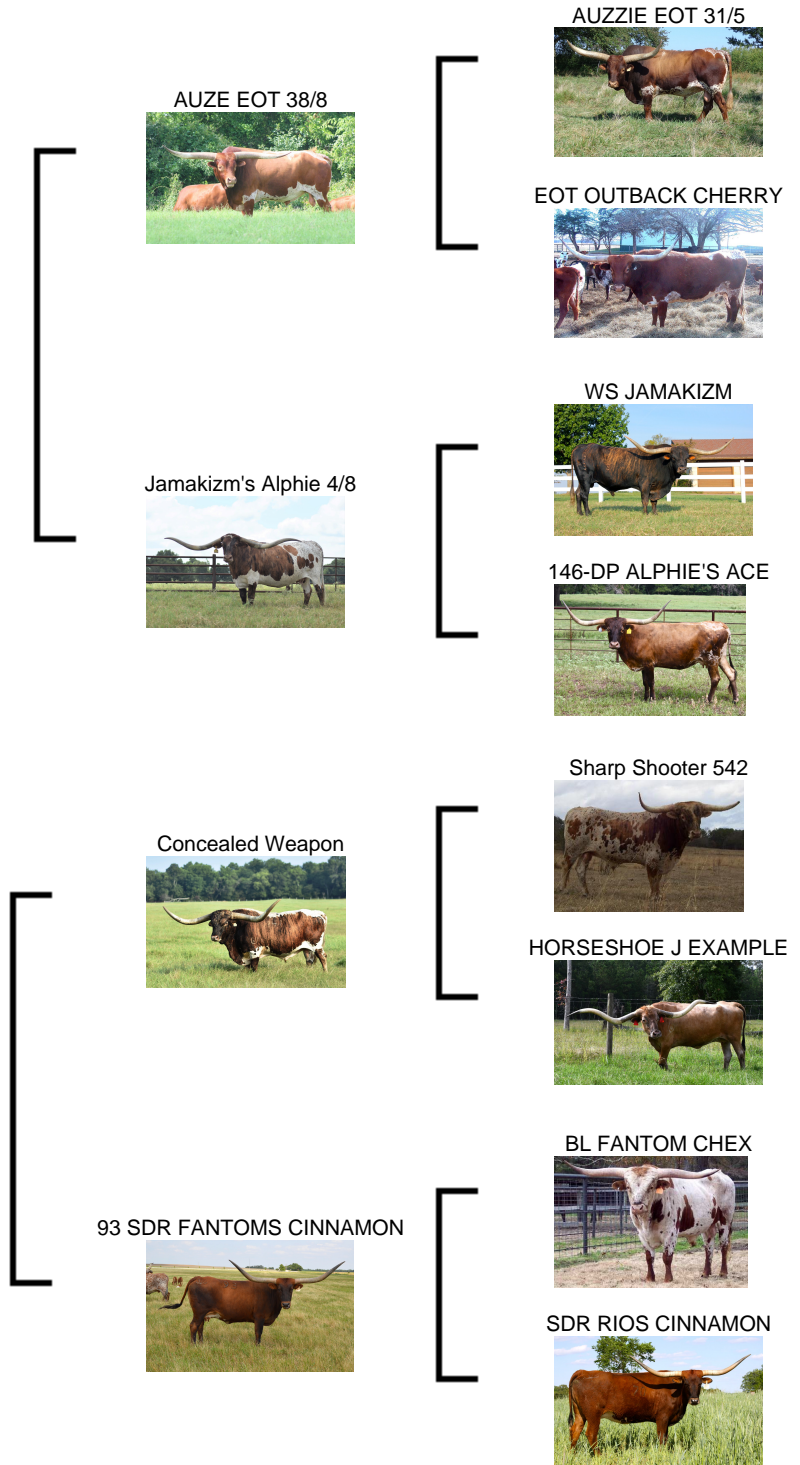 AUZZIE EOT 31/5
AUZE EOT 38/8
EOT OUTBACK CHERRY
WS JAMAKIZM
Jamakizm's Alphie 4/8
146-DP ALPHIE'S ACE
Sharp Shooter 542
Concealed Weapon
HORSESHOE J EXAMPLE
BL FANTOM CHEX
93 SDR FANTOMS CINNAMON
SDR RIOS CINNAMON